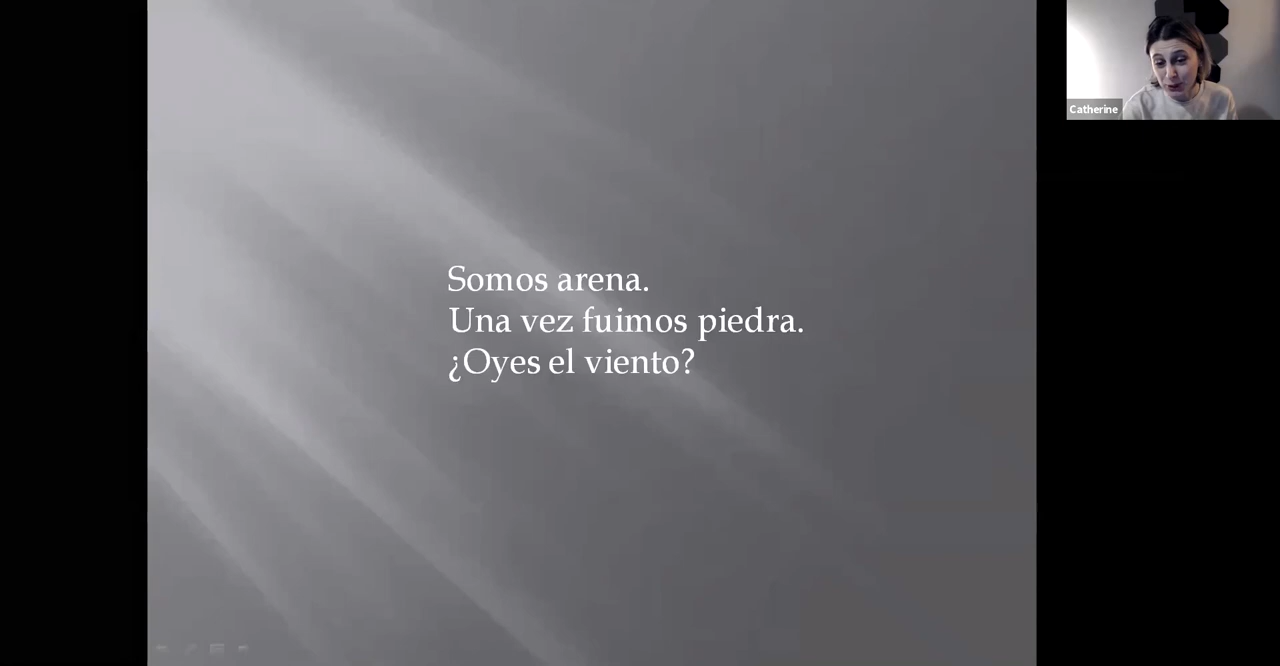 Somos arena.
Una vez fuimos piedra.
¿Oyes el viento?
Catherine